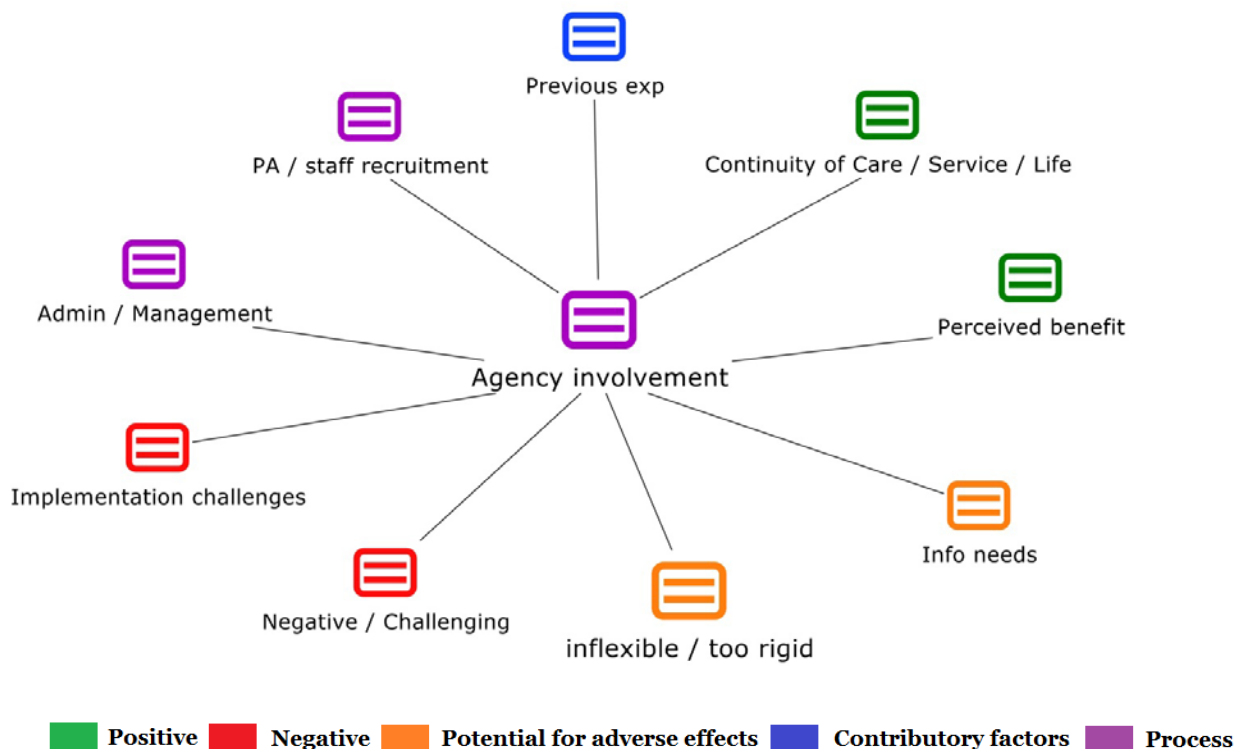 Previous exp
PA / staff recruitment
Continuity of Care / Service / Life
Admin / Management
Perceived benefit
Agency involvement
Implementation challenges
Info needs
Negative / Challenging
inflexible / too rigid
Positive Negative Potential for adverse effects Contributory factors Process